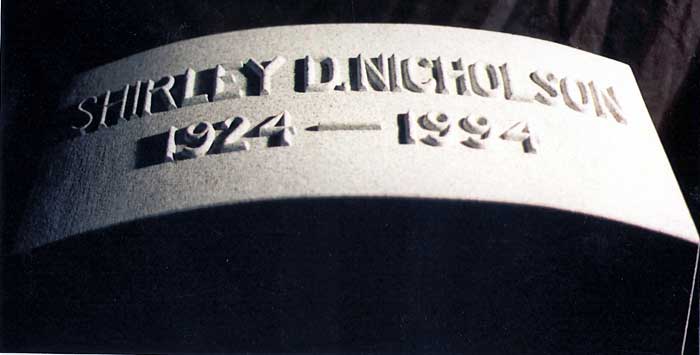 SHIRLEY D. NICHOLSON
1924 — 1994